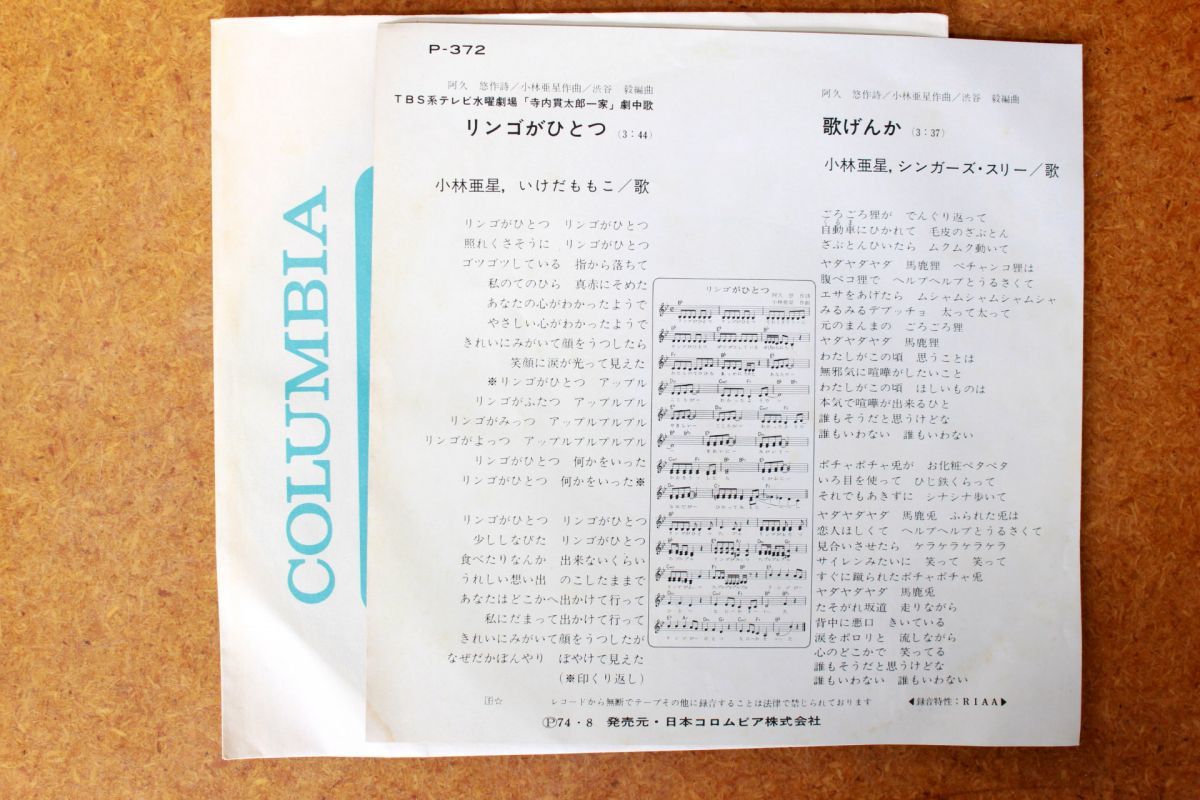 COLUMBIA
P-372
阿久 悠作詩/小林亜星作曲/渋谷 毅編曲
TBS系テレビ水曜劇場「寺内貫太郎一家」劇中歌
リンゴがひとつ (3:44)
小林亜星, いけだももこ/歌
リンゴがひとつ リンゴがひとつ
照れくさそうに リンゴがひとつ
ゴツゴツしている 指から落ちて
私のてのひら 真赤にそめた
あなたの心がわかったようで
やさしい心がわかったようで
きれいにみがいて顔をうつしたら
笑顔に涙が光って見えた
※リンゴがひとつ アップル
リンゴがふたつ アップルプル
リンゴがみっつ アップルプルプル
リンゴがよっつ アップルプルプルプル
リンゴがひとつ 何かをいった
リンゴがひとつ 何かをいった※
リンゴがひとつ リンゴがひとつ
少ししなびた リンゴがひとつ
食べたりなんか 出来ないくらい
うれしい想い出 のこしたままで
あなたはどこかへ出かけて行って
私にだまって出かけて行って
きれいにみがいて顔をうつしたが
なぜだかぼんやり ぼやけて見えた
(※印くり返し)
リンゴがひとつ
阿久 悠 作詩
小林亜星 作曲
阿久 悠作詩/小林亜星作曲/渋谷 毅編曲
歌げんか (3:37)
小林亜星, シンガーズ・スリー/歌
ごろごろ狸が でんぐり返って
自動車にひかれて 毛皮のざぶとん
ざぶとんひいたら ムクムク動いて
ヤダヤダヤダ 馬鹿狸 ペチャンコ狸は
腹ペコ狸で ヘルプヘルプとうるさくて
エサをあげたら ムシャムシャムシャムシャ
みるみるデブッチョ 太って太って
元のまんまの ごろごろ狸
ヤダヤダヤダ 馬鹿狸
わたしがこの頃 思うことは
無邪気に喧嘩がしたいこと
わたしがこの頃 ほしいものは
本気で喧嘩が出来るひと
誰もそうだと思うけどな
誰もいわない 誰もいわない
ポチャポチャ兎が お化粧ペタペタ
いろ目を使って ひじ鉄くらって
それでもあきずに シナシナ歩いて
ヤダヤダヤダ 馬鹿兎 ふられた兎は
恋人ほしくて ヘルプヘルプとうるさくて
見合いさせたら ケラケラケラケラ
サイレンみたいに 笑って 笑って
すぐに蹴られたポチャポチャ兎
ヤダヤダヤダ 馬鹿兎
たそがれ坂道 走りながら
背中に悪口 きいている
涙をポロリと 流しながら
心のどこかで 笑ってる
誰もそうだと思うけどな
誰もいわない 誰もいわない
レコードから無断でテープその他に録音することは法律で禁じられております
◀録音特性:RIAA▶
Ⓟ74・8 発売元・日本コロムビア株式会社